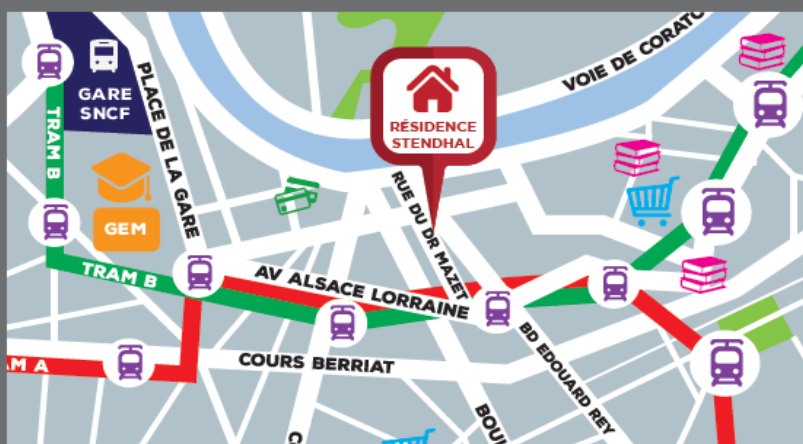 GARE
SNCF
PLACE DE LA GARE
VOIE DE CORATO
RÉSIDENCE
STENDHAL
TRAM B
GEM
RUE DU DR MAZET
TRAM B
AV ALSACE LORRAINE
COURS BERRIAT
BD EDOUARD REY